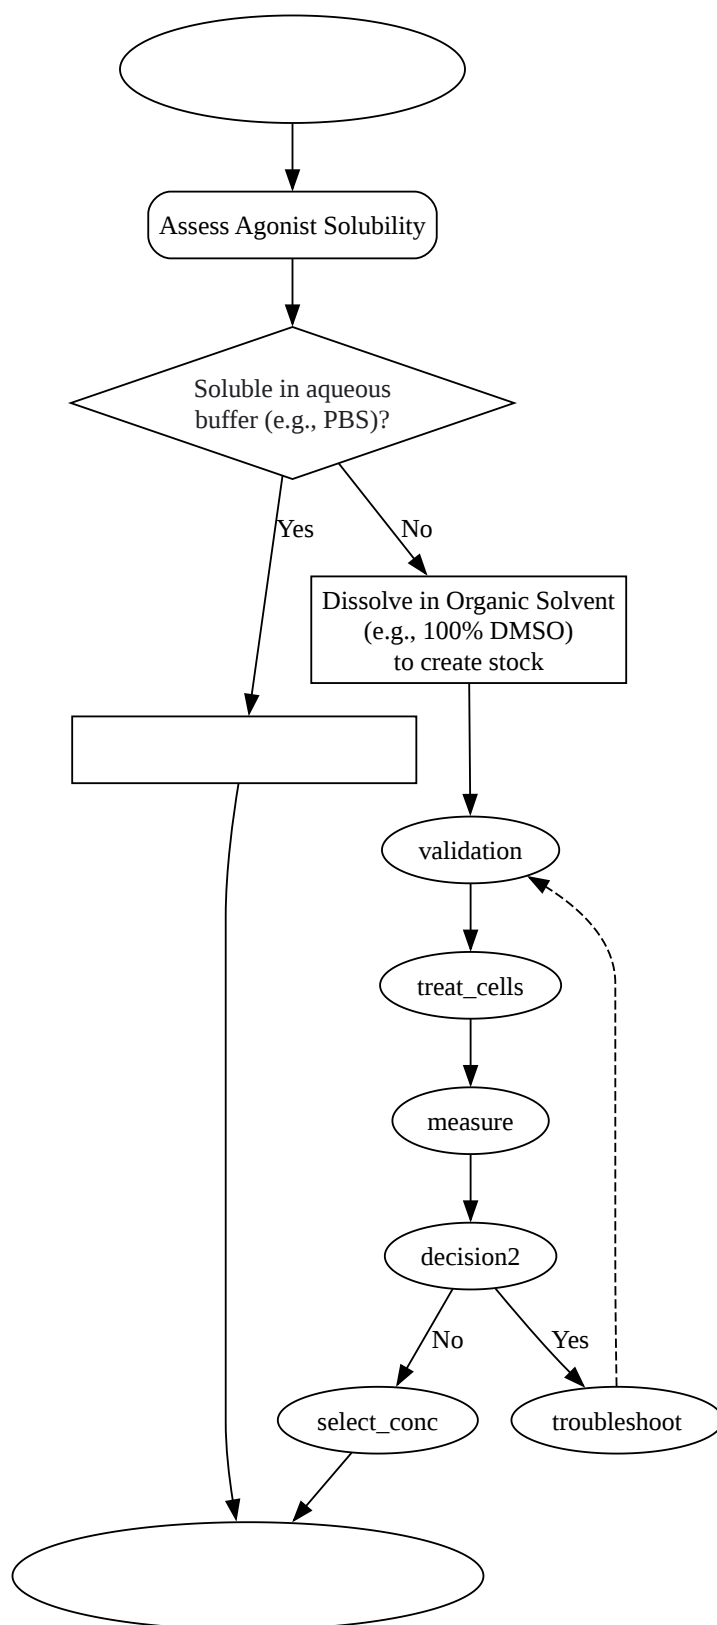 Assess Agonist Solubility
Soluble in aqueous
buffer (e.g., PBS)?
Yes
No
Dissolve in Organic Solvent
(e.g., 100% DMSO)
to create stock
validation
treat_cells
measure
decision2
No
Yes
select_conc
troubleshoot